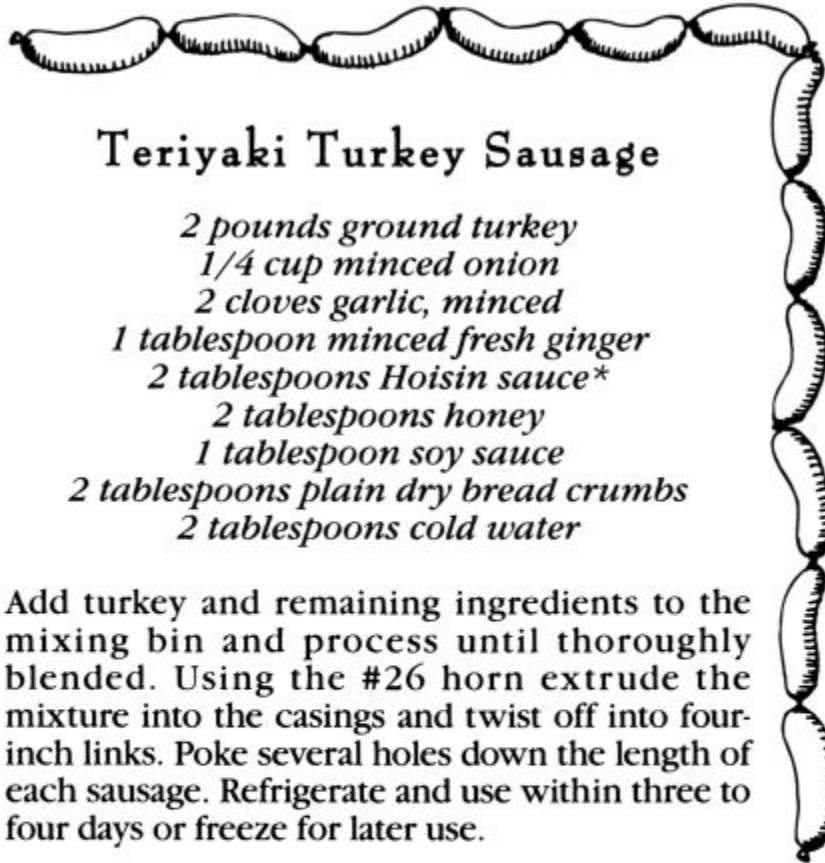 Teriyaki Turkey Sausage
2 pounds ground turkey
1/4 cup minced onion
2 cloves garlic, minced
1 tablespoon minced fresh ginger
2 tablespoons Hoisin sauce*
2 tablespoons honey
1 tablespoon soy sauce
2 tablespoons plain dry bread crumbs
2 tablespoons cold water
Add turkey and remaining ingredients to the
mixing bin and process until thoroughly
blended. Using the #26 horn extrude the
mixture into the casings and twist off into four-
inch links. Poke several holes down the length of
each sausage. Refrigerate and use within three to
four days or freeze for later use.